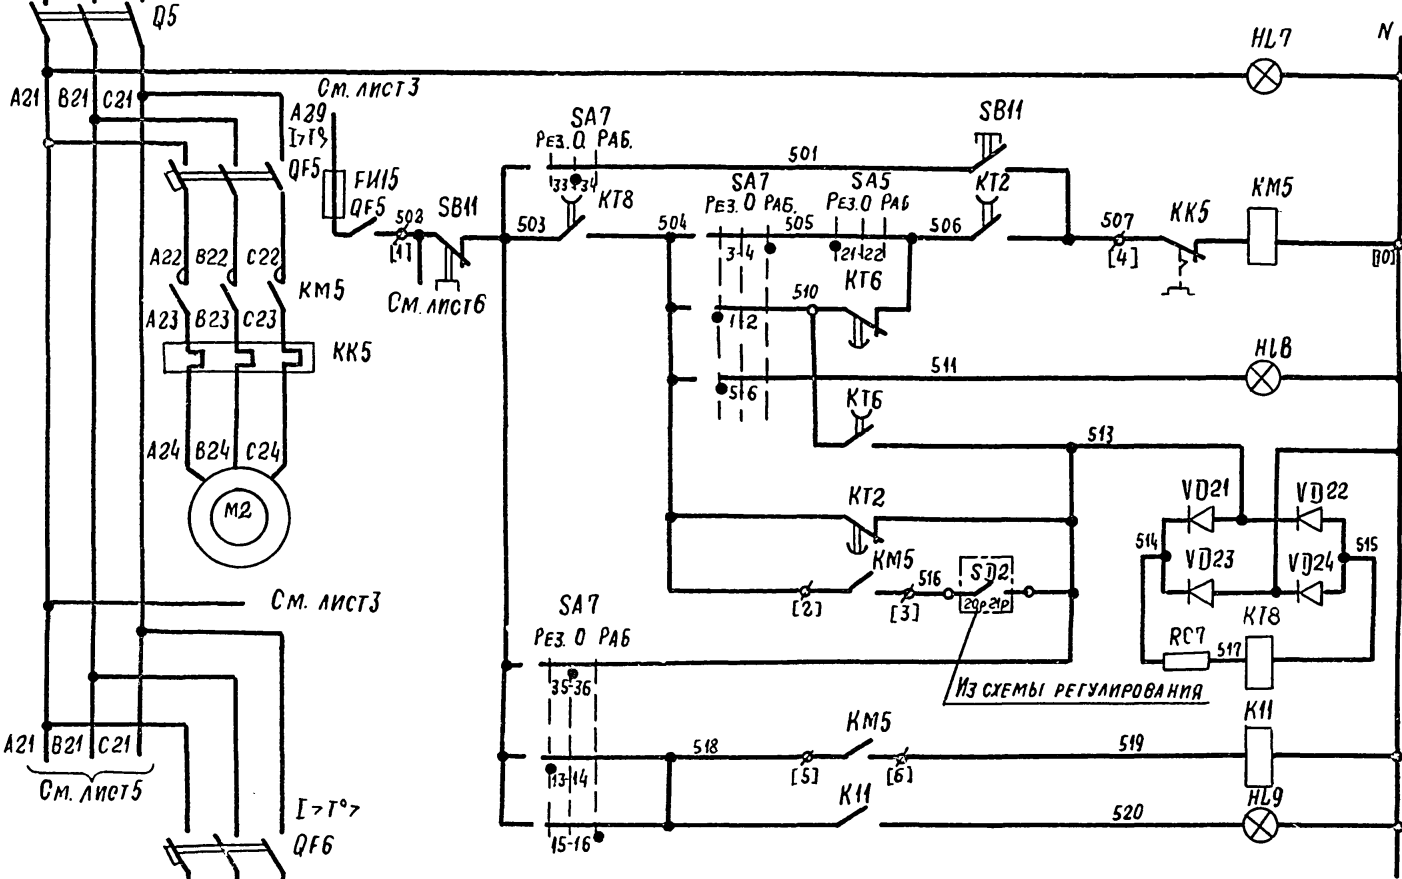 Q5
HL7
N
A21 B21 C21
См. лист 3
A29
I>T°>
QF5
FИ15
QF5
502
[1]
SB11
См. лист 6
SA7
РЕЗ. 0 РАБ.
33 34
501
SB11
503
KT8
504
SA7
РЕЗ. 0 РАБ.
3-4
505
SA5
РЕЗ. 0 РАБ
21-22
506
KT2
507
[4]
KK5
KM5
[10]
A22 B22 C22
KM5
A23 B23 C23
KK5
1-2
510
KT6
5-6
511
HL8
KT6
513
A24 B24 C24
M2
KT2
VD21
VD22
514
515
VD23
VD24
KM5
[2]
[3]
516
SD2
20р 21р
См. лист 3
SA7
РЕЗ. 0 РАБ
35-36
RC7
517
KT8
Из схемы регулирования
A21 B21 C21
См. лист 5
13-14
518
KM5
[5]
[6]
519
K11
15-16
K11
520
HL9
I>T°>
QF6